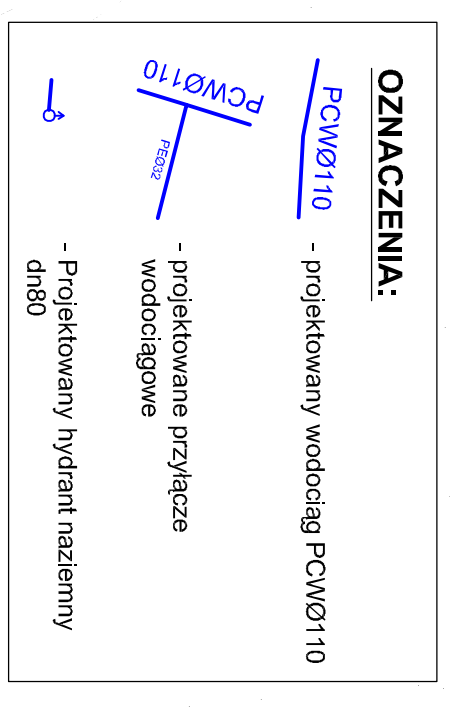 OZNACZENIA:
PCWØ110
- projektowany wodociąg PCWØ110
PCWØ110
PEØ32
- projektowane przyłącze
wodociągowe
- Projektowany hydrant naziemny
dn80